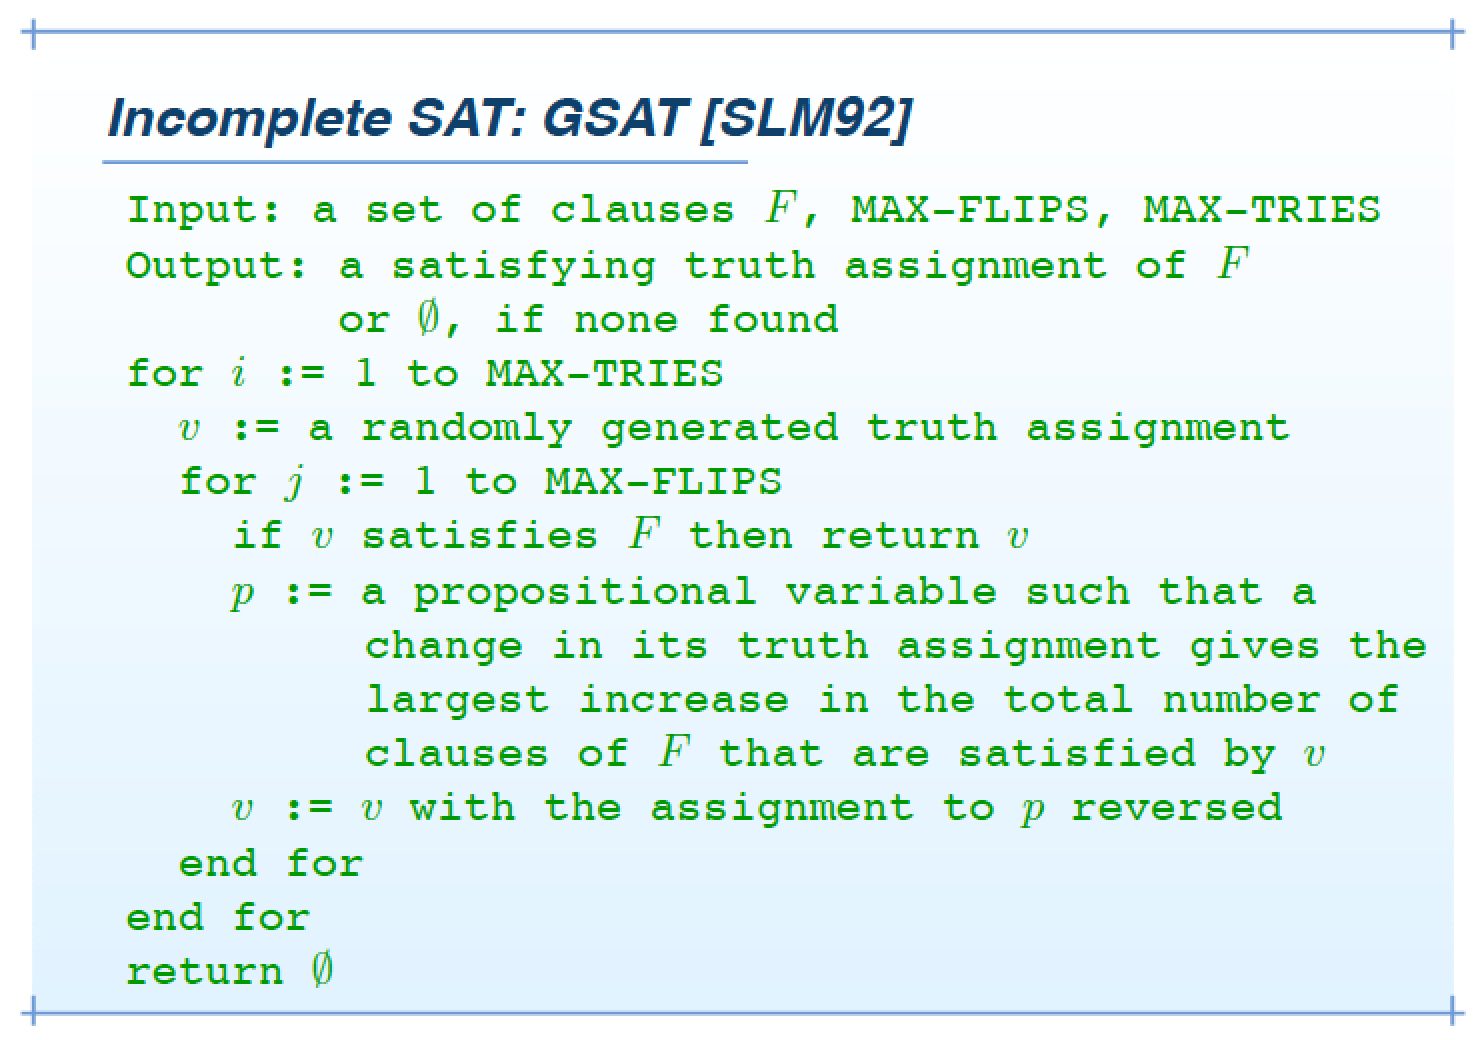 Incomplete SAT: GSAT [SLM92]
Input: a set of clauses F, MAX-FLIPS, MAX-TRIES
Output: a satisfying truth assignment of F
or ∅, if none found
for i := 1 to MAX-TRIES
v := a randomly generated truth assignment
for j := 1 to MAX-FLIPS
if v satisfies F then return v
p := a propositional variable such that a
change in its truth assignment gives the
largest increase in the total number of
clauses of F that are satisfied by v
v := v with the assignment to p reversed
end for
end for
return ∅